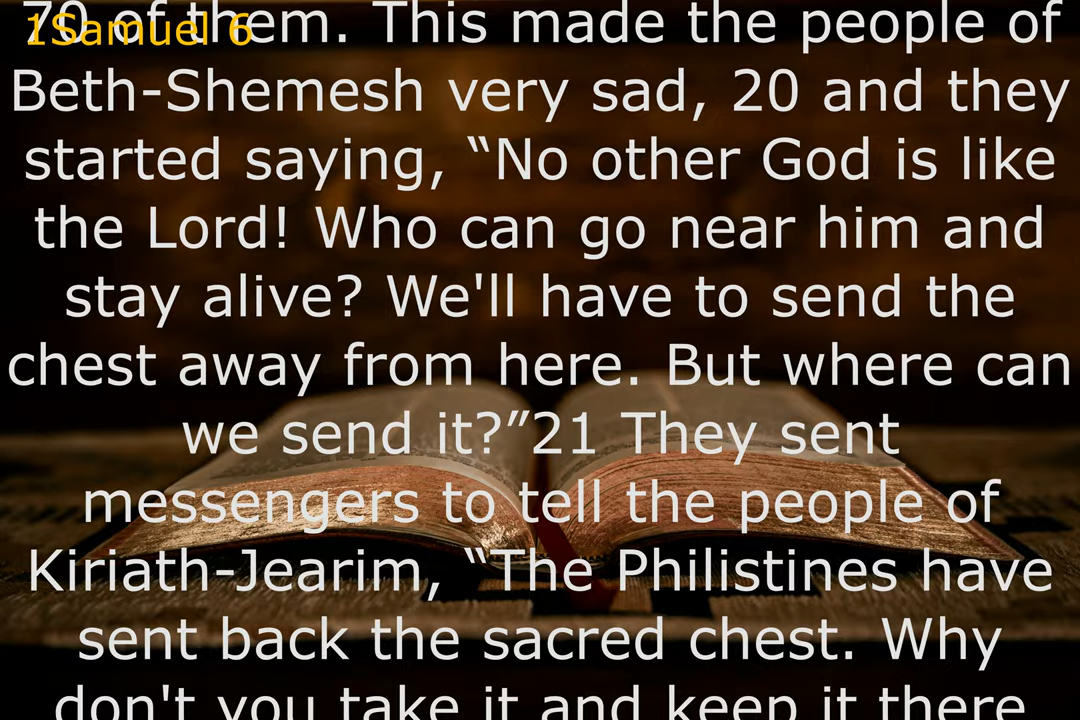 1Samuel 6
70 of them. This made the people of
Beth-Shemesh very sad, 20 and they
started saying, “No other God is like
the Lord! Who can go near him and
stay alive? We'll have to send the
chest away from here. But where can
we send it?”21 They sent
messengers to tell the people of
Kiriath-Jearim, “The Philistines have
sent back the sacred chest. Why
don't you take it and keep it there